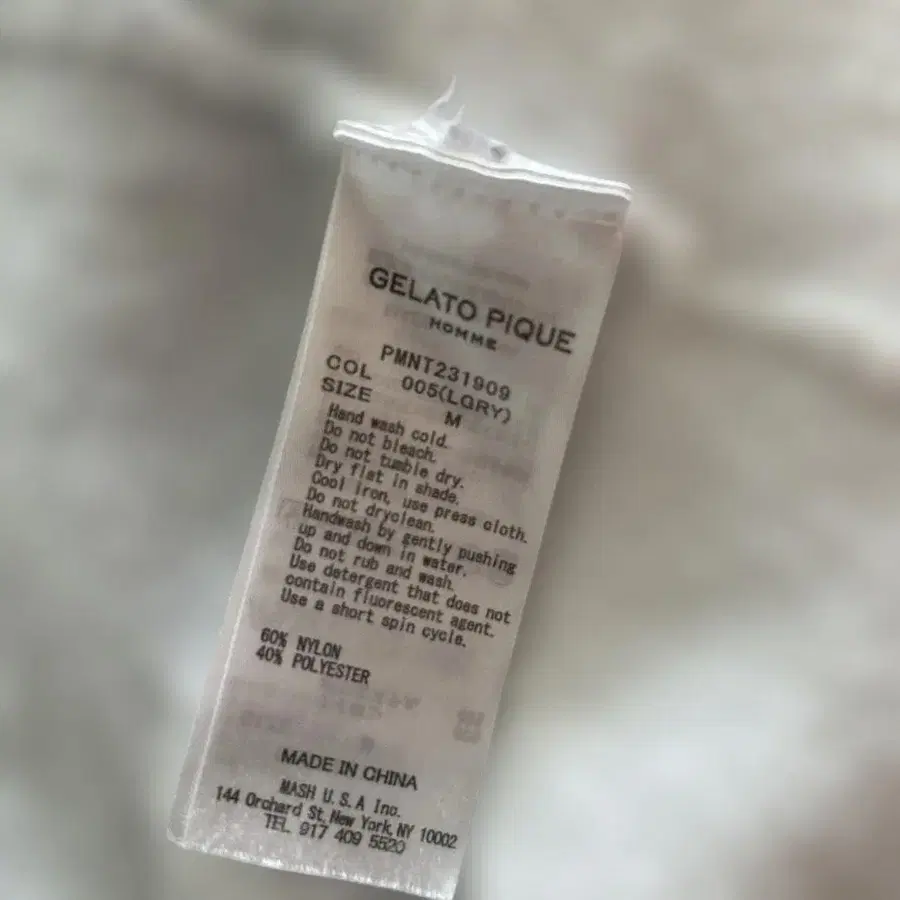 GELATO PIQUE
HOMME
PMNT231909
COL 005(LGRY)
SIZE M
Hand wash cold.
Do not bleach.
Do not tumble dry.
Dry flat in shade.
Cool iron, use press cloth.
Do not dryclean.
Handwash by gently pushing
up and down in water.
Do not rub and wash.
Use detergent that does not
contain fluorescent agent.
Use a short spin cycle.
60% NYLON
40% POLYESTER
MADE IN CHINA
MASH U.S.A Inc.
144 Orchard St, New York, NY 10002
TEL 917 409 5520